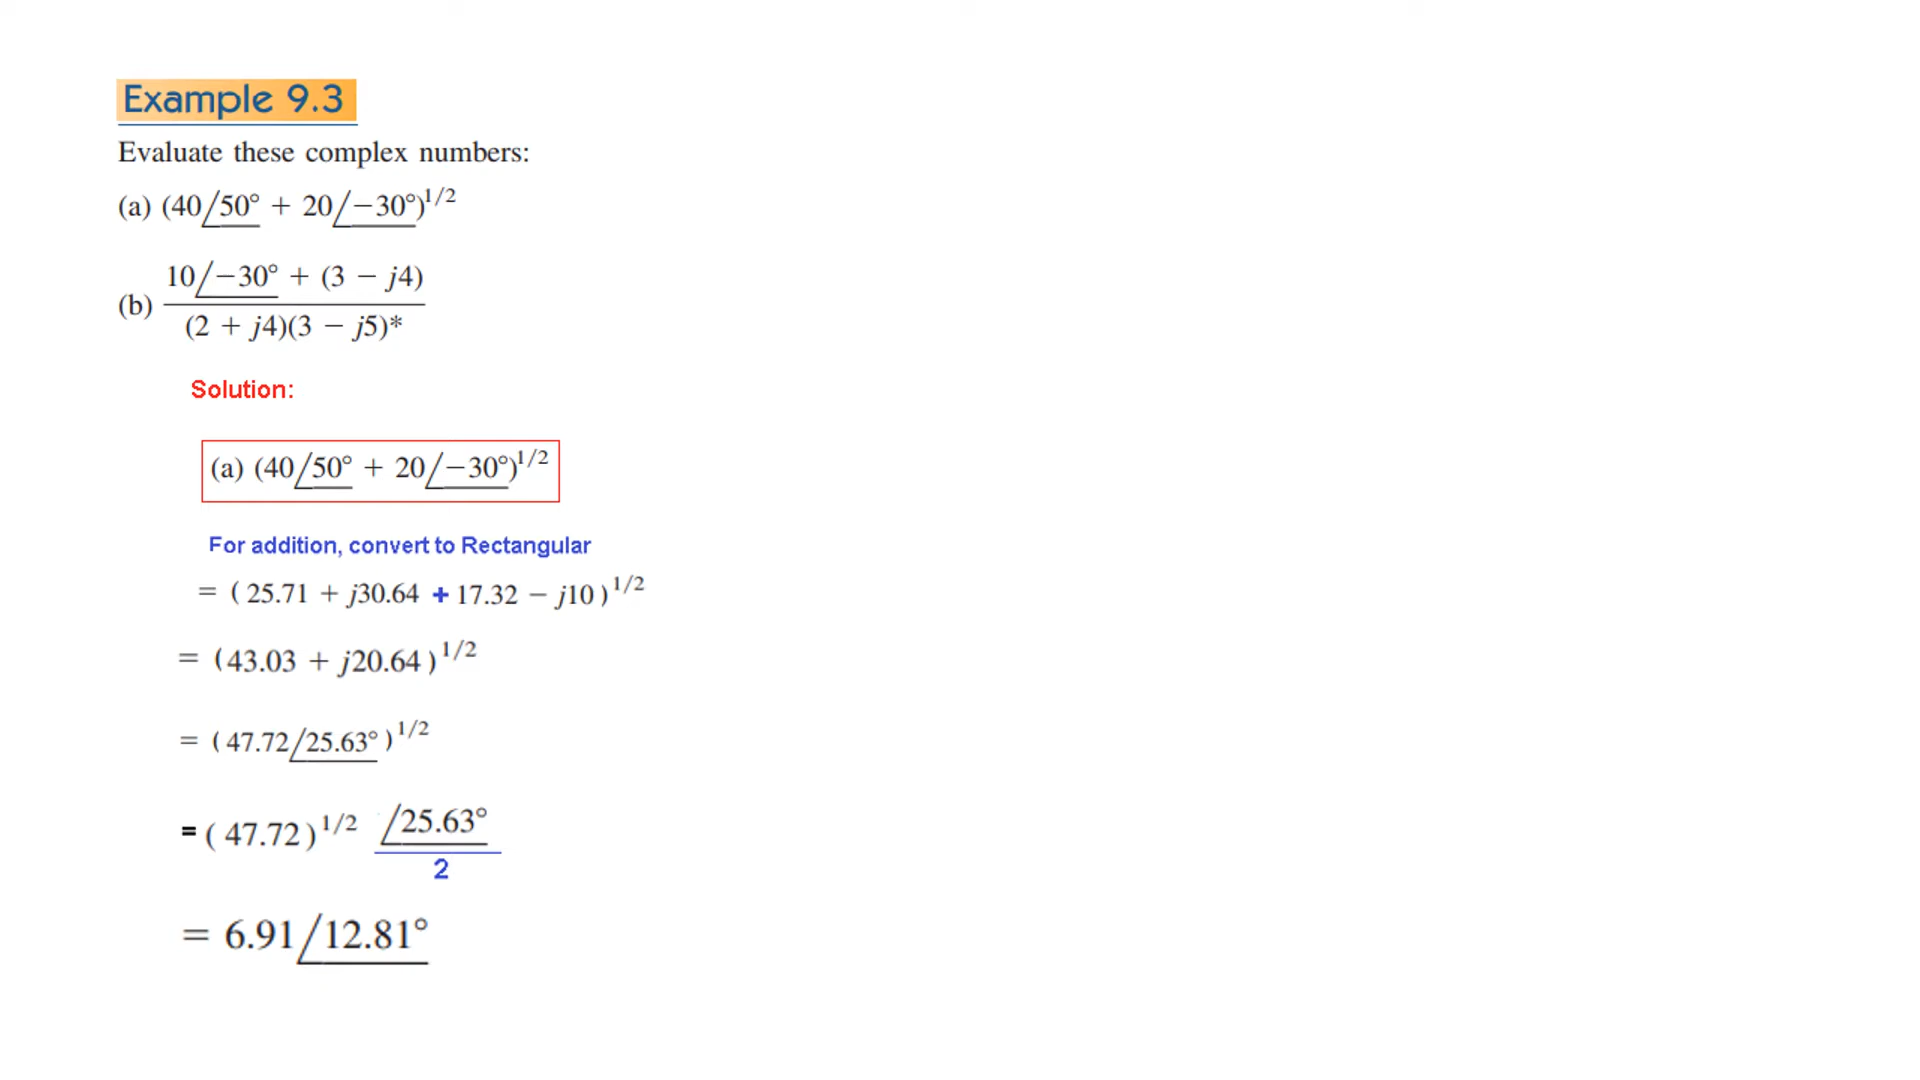 Example 9.3
Evaluate these complex numbers:
(a) (40∠50° + 20∠−30°)^1/2
10∠−30° + (3 − j4)
(b)
(2 + j4)(3 − j5)*
Solution:
(a) (40∠50° + 20∠−30°)^1/2
For addition, convert to Rectangular
= ( 25.71 + j30.64 + 17.32 − j10 )^1/2
= (43.03 + j20.64 )^1/2
= ( 47.72∠25.63° )^1/2
= ( 47.72 )^1/2 ∠25.63°
2
= 6.91∠12.81°